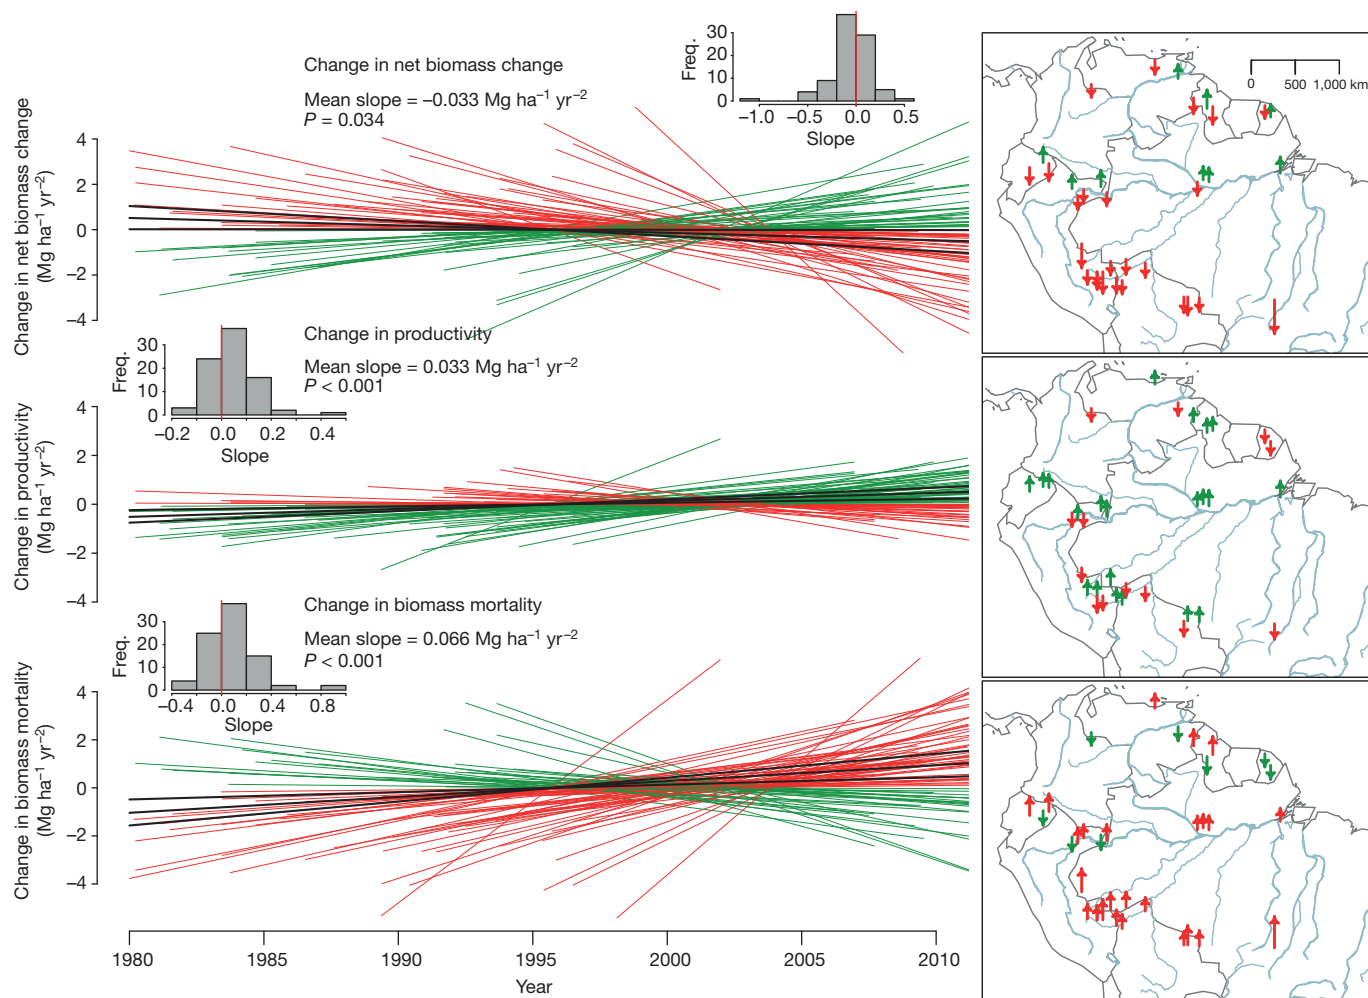 Change in net biomass change
Mean slope = –0.033 Mg ha⁻¹ yr⁻²
P = 0.034
Freq.
30
20
10
0
–1.0
–0.5
0.0
0.5
Slope
Change in net biomass change
(Mg ha⁻¹ yr⁻²)
4
2
0
–2
–4
0
500
1,000 km
Change in productivity
Mean slope = 0.033 Mg ha⁻¹ yr⁻²
P < 0.001
Freq.
30
20
10
0
–0.2
0.0
0.2
0.4
Slope
Change in productivity
(Mg ha⁻¹ yr⁻²)
4
2
0
–2
–4
Change in biomass mortality
Mean slope = 0.066 Mg ha⁻¹ yr⁻²
P < 0.001
Freq.
30
20
10
0
–0.4
0.0
0.4
0.8
Slope
Change in biomass mortality
(Mg ha⁻¹ yr⁻²)
4
2
0
–2
–4
1980
1985
1990
1995
2000
2005
2010
Year